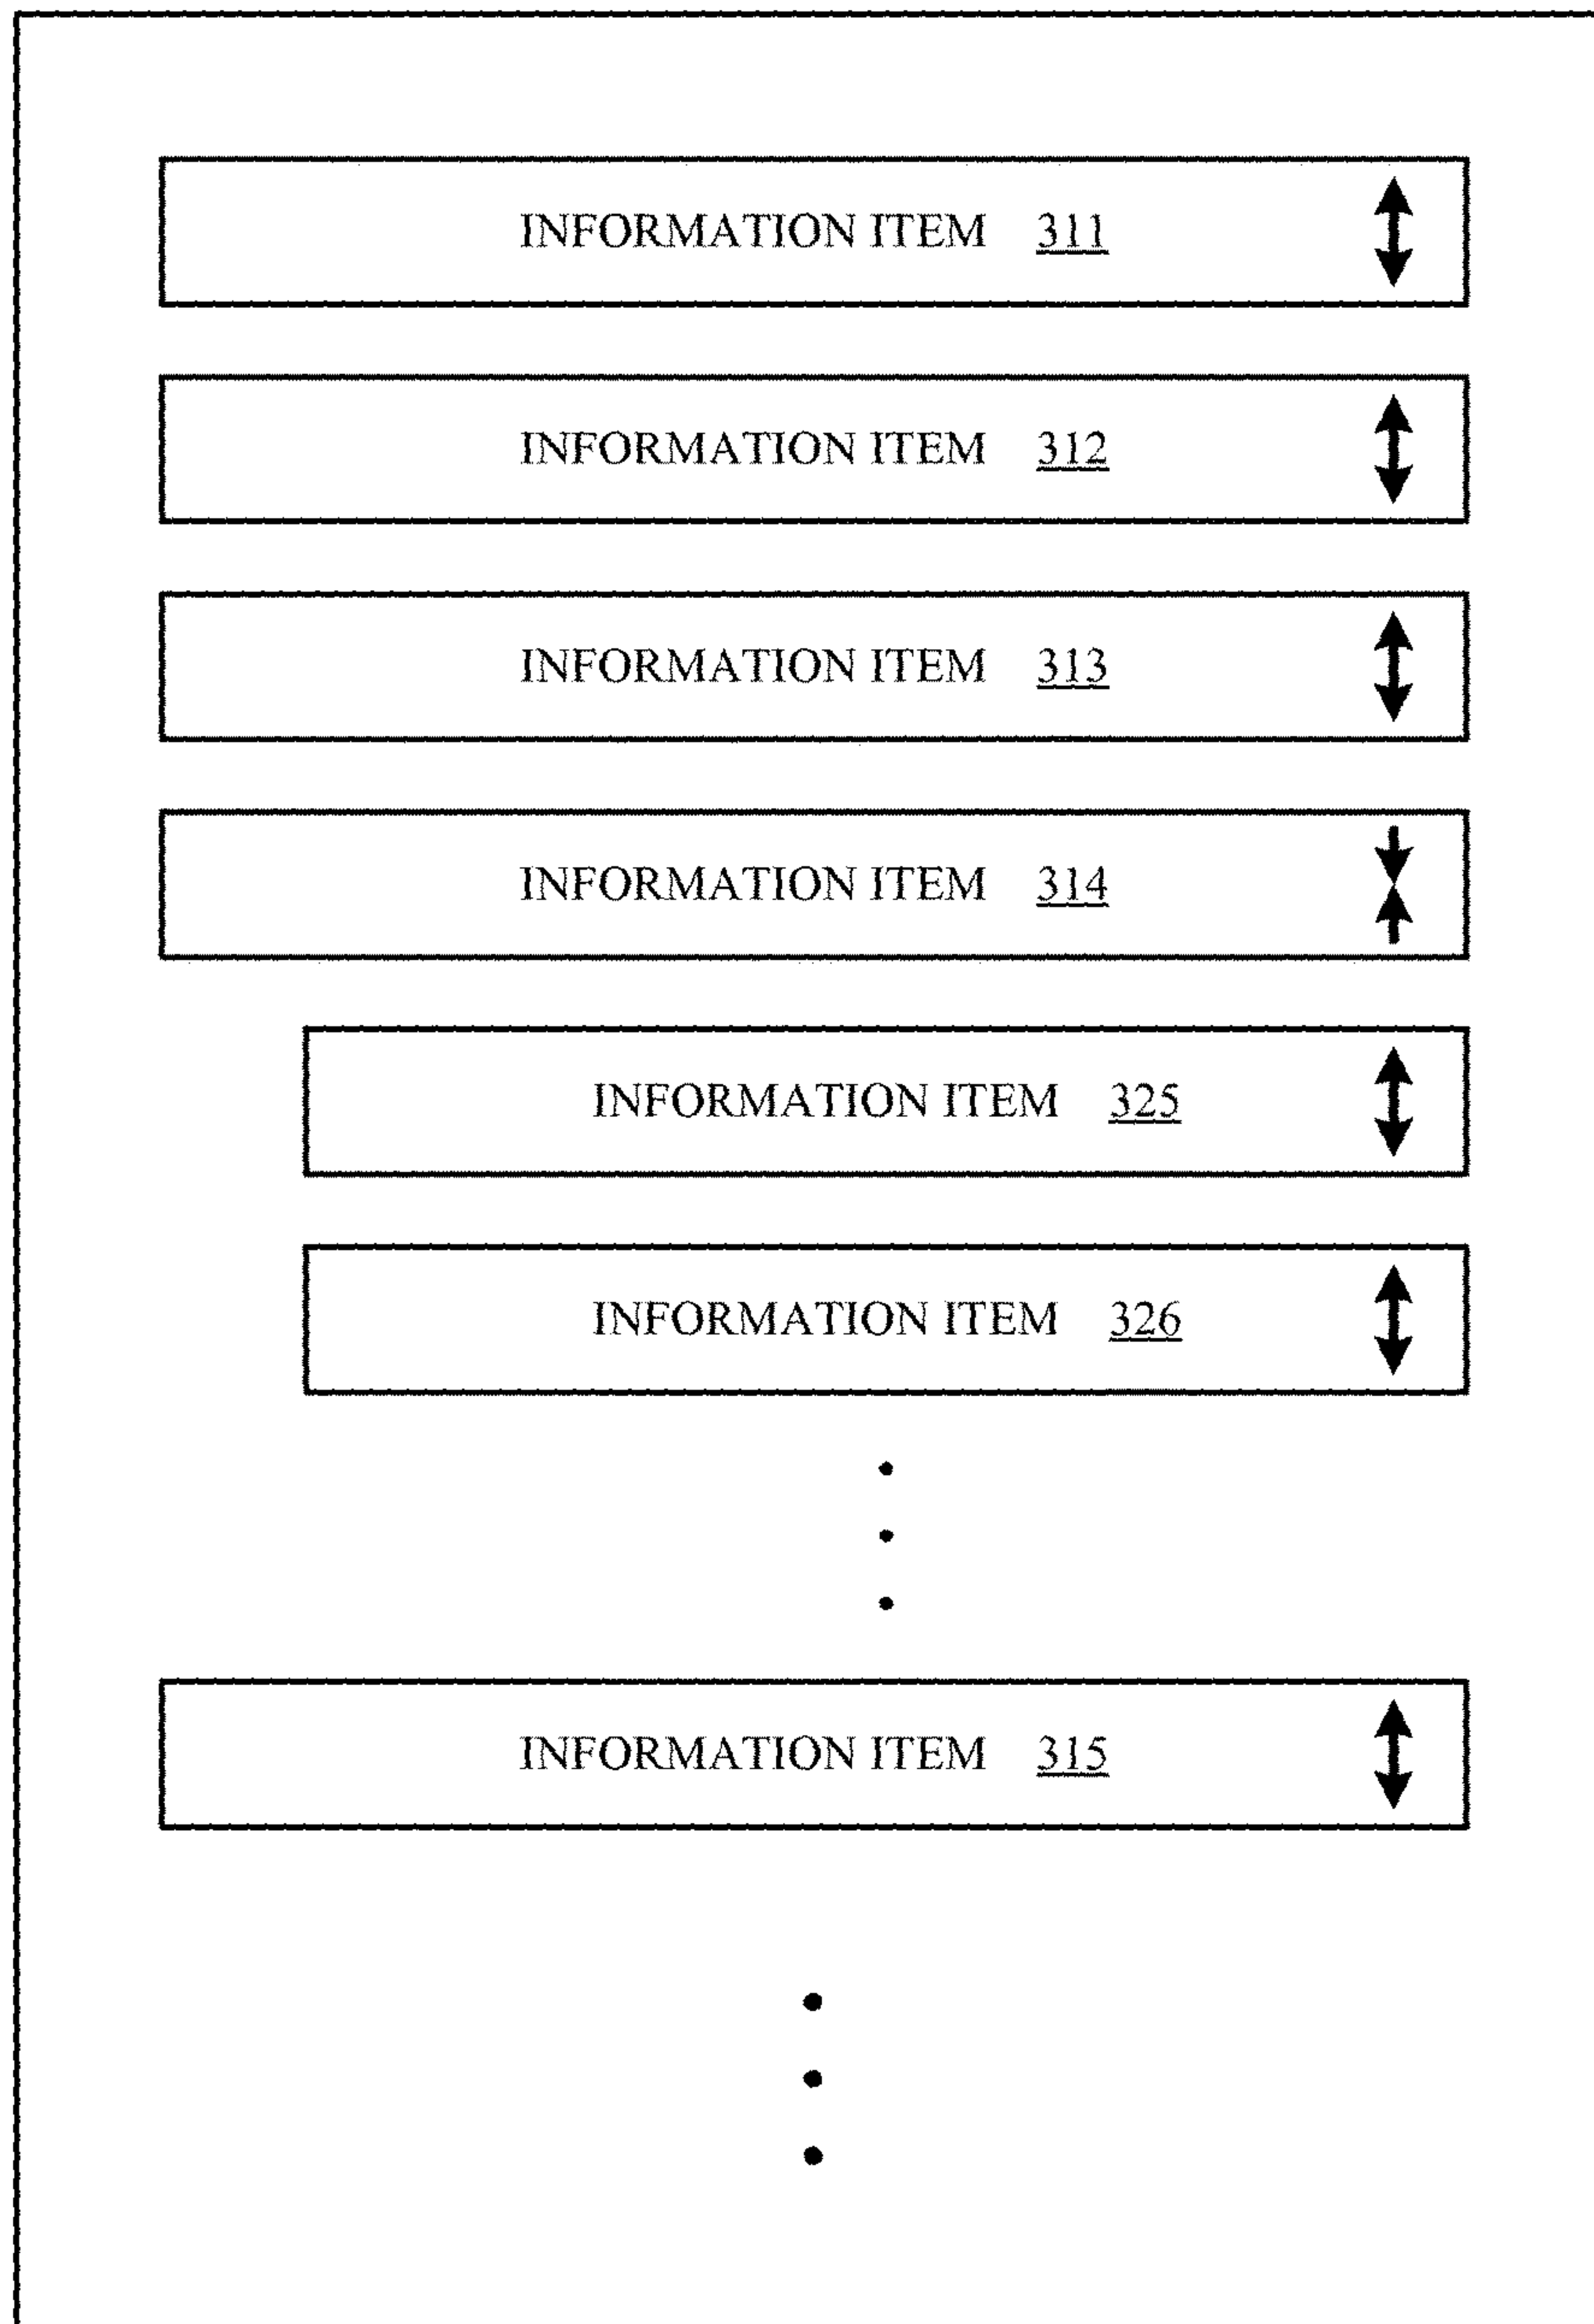 INFORMATION ITEM 311
INFORMATION ITEM 312
INFORMATION ITEM 313
INFORMATION ITEM 314
INFORMATION ITEM 325
INFORMATION ITEM 326
INFORMATION ITEM 315